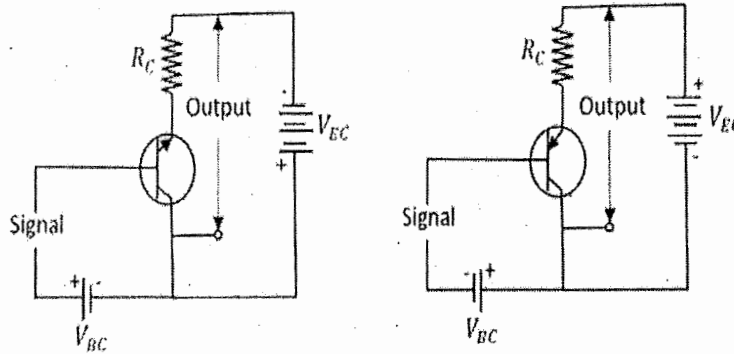 R_C
Output
- 
V_EC
+
Signal
+ -
V_BC
R_C
Output
+
V_EC
-
Signal
- +
V_BC